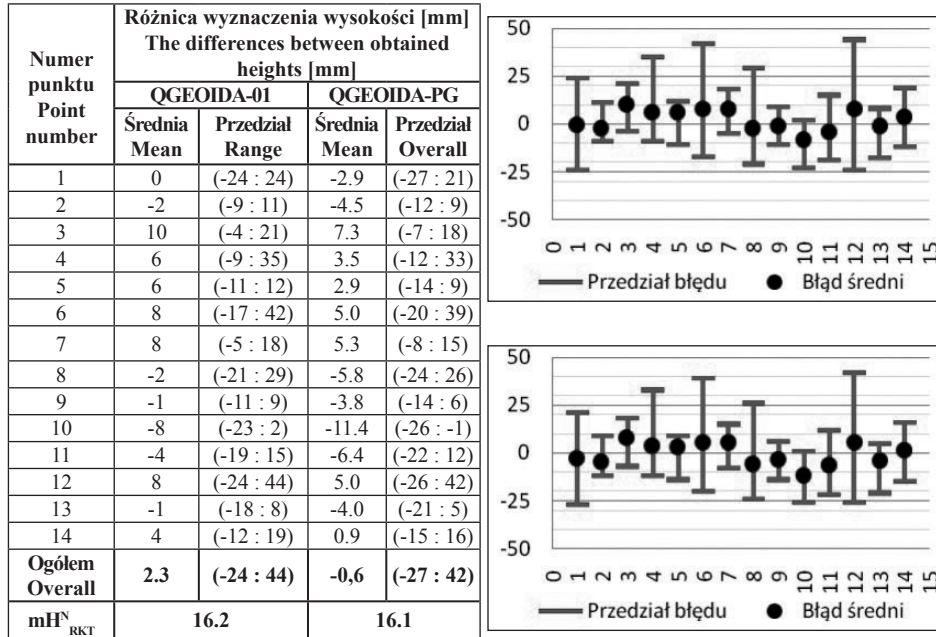 Numer
punktu
Point
number
Różnica wyznaczenia wysokości [mm]
The differences between obtained
heights [mm]
QGEOIDA-01 QGEOIDA-PG
Średnia Przedział Średnia Przedział
Mean Range Mean Overall
1 0 (-24 : 24) -2.9 (-27 : 21)
2 -2 (-9 : 11) -4.5 (-12 : 9)
3 10 (-4 : 21) 7.3 (-7 : 18)
4 6 (-9 : 35) 3.5 (-12 : 33)
5 6 (-11 : 12) 2.9 (-14 : 9)
6 8 (-17 : 42) 5.0 (-20 : 39)
7 8 (-5 : 18) 5.3 (-8 : 15)
8 -2 (-21 : 29) -5.8 (-24 : 26)
9 -1 (-11 : 9) -3.8 (-14 : 6)
10 -8 (-23 : 2) -11.4 (-26 : -1)
11 -4 (-19 : 15) -6.4 (-22 : 12)
12 8 (-24 : 44) 5.0 (-26 : 42)
13 -1 (-18 : 8) -4.0 (-21 : 5)
14 4 (-12 : 19) 0.9 (-15 : 16)
Ogółem
Overall 2.3 (-24 : 44) -0,6 (-27 : 42)
mHᴺRKT 16.2 16.1
50
25
0
-25
-50
0 1 2 3 4 5 6 7 8 9 10 11 12 13 14 15
Przedział błędu Błąd średni
50
25
0
-25
-50
0 1 2 3 4 5 6 7 8 9 10 11 12 13 14 15
Przedział błędu Błąd średni